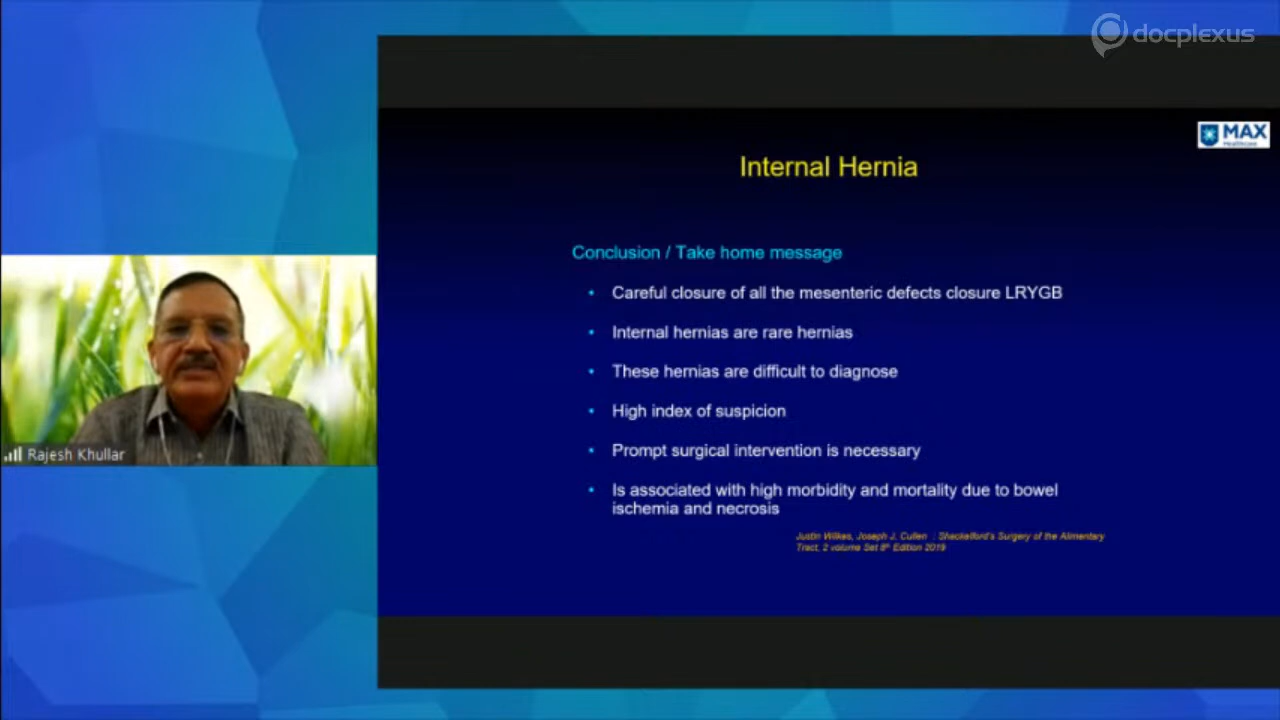 docplexus
MAX
Healthcare
Internal Hernia
Conclusion / Take home message
• Careful closure of all the mesenteric defects closure LRYGB
• Internal hernias are rare hernias
• These hernias are difficult to diagnose
• High index of suspicion
• Prompt surgical intervention is necessary
• Is associated with high morbidity and mortality due to bowel
ischemia and necrosis
Justin Wilkes, Joseph J. Cullen : Shackelford's Surgery of the Alimentary
Tract, 2 volume Set 8th Edition 2019
Rajesh Khullar